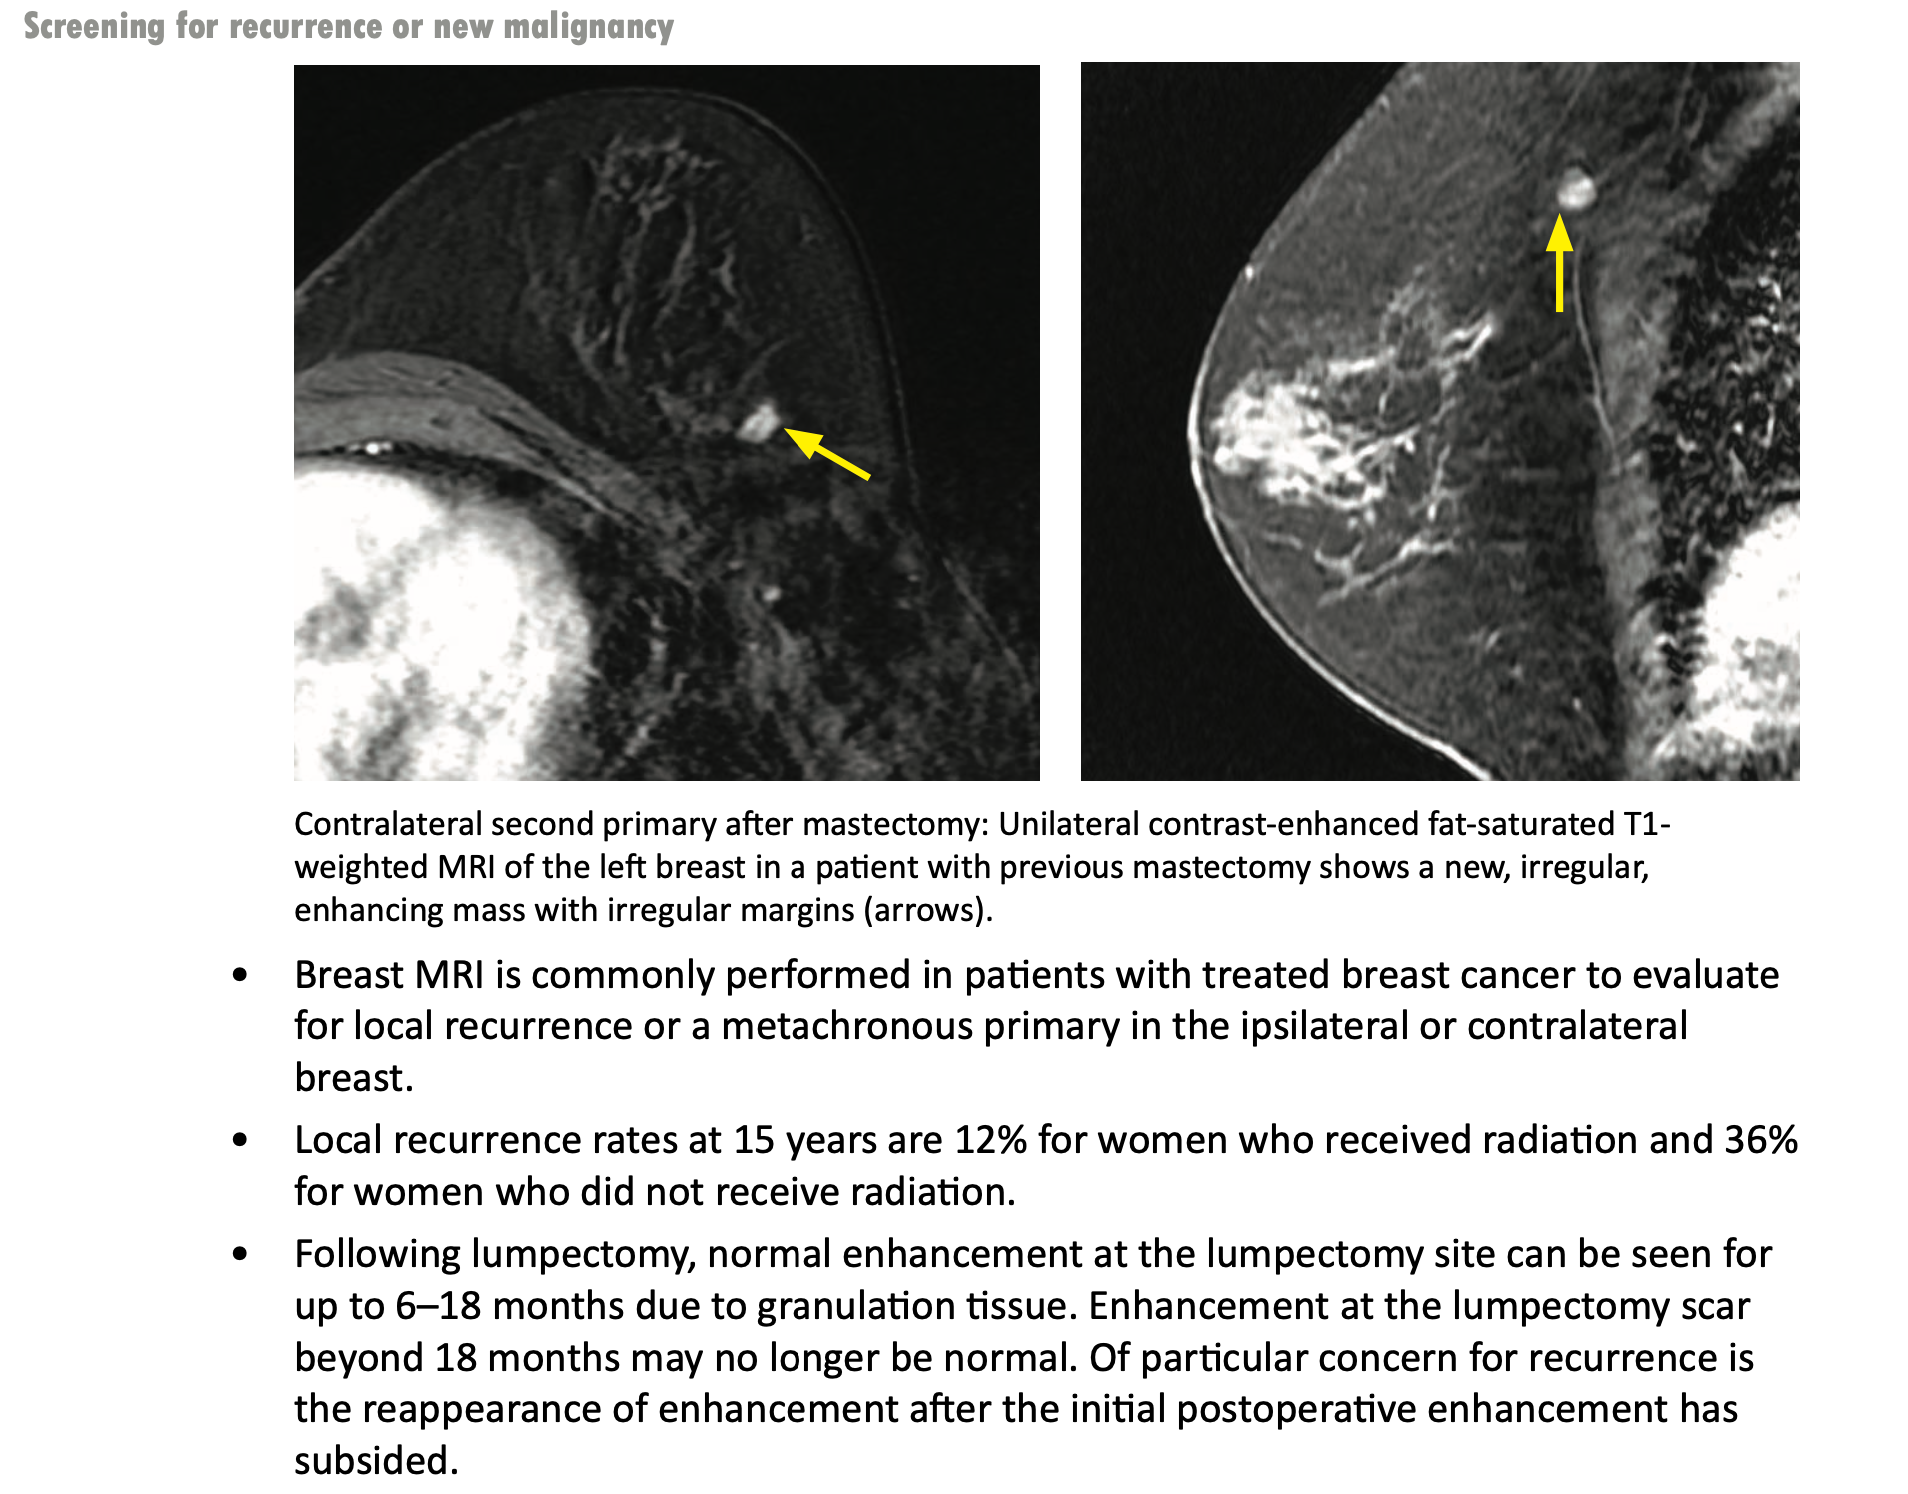 Screening for recurrence or new malignancy
Contralateral second primary after mastectomy: Unilateral contrast-enhanced fat-saturated T1-
weighted MRI of the left breast in a patient with previous mastectomy shows a new, irregular,
enhancing mass with irregular margins (arrows).
• Breast MRI is commonly performed in patients with treated breast cancer to evaluate
for local recurrence or a metachronous primary in the ipsilateral or contralateral
breast.
• Local recurrence rates at 15 years are 12% for women who received radiation and 36%
for women who did not receive radiation.
• Following lumpectomy, normal enhancement at the lumpectomy site can be seen for
up to 6–18 months due to granulation tissue. Enhancement at the lumpectomy scar
beyond 18 months may no longer be normal. Of particular concern for recurrence is
the reappearance of enhancement after the initial postoperative enhancement has
subsided.